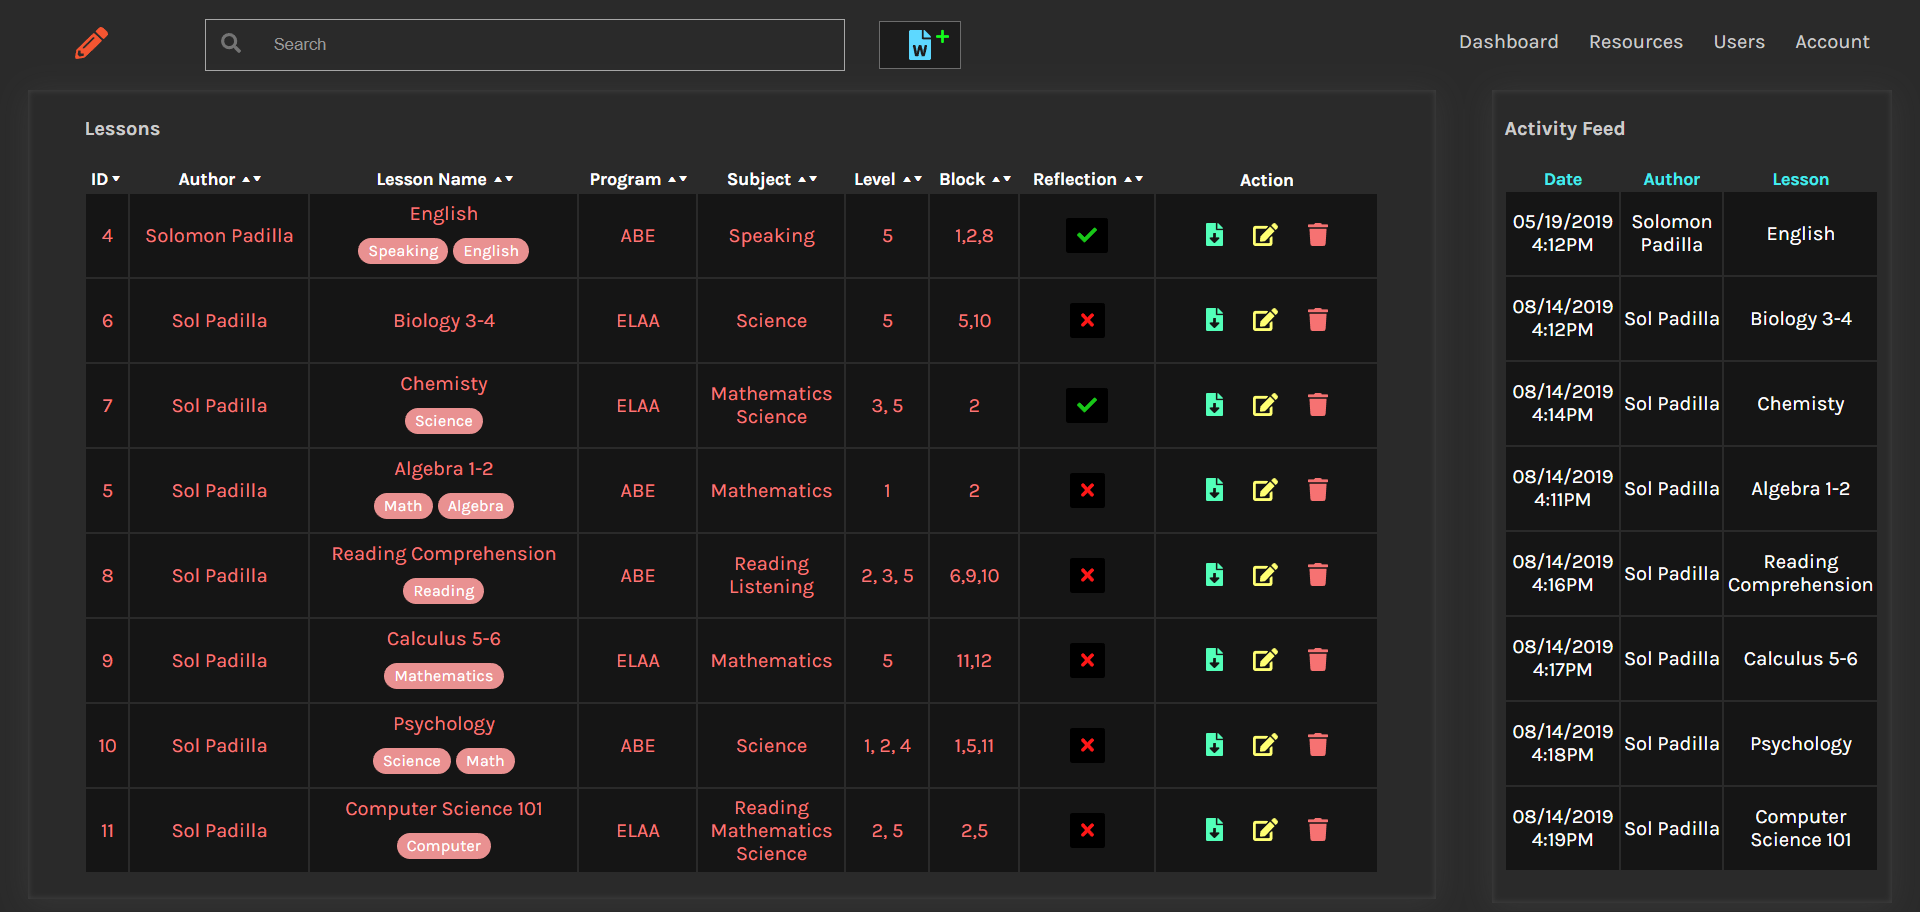 Search
W
Dashboard Resources Users Account
Lessons
ID Author Lesson Name Program Subject Level Block Reflection Action
4 Solomon Padilla English ABE Speaking 5 1,2,8
Speaking English
6 Sol Padilla Biology 3-4 ELAA Science 5 5,10
7 Sol Padilla Chemisty ELAA Mathematics 3, 5 2
Science Science
5 Sol Padilla Algebra 1-2 ABE Mathematics 1 2
Math Algebra
8 Sol Padilla Reading Comprehension ABE Reading 2, 3, 5 6,9,10
Reading Listening
9 Sol Padilla Calculus 5-6 ELAA Mathematics 5 11,12
Mathematics
10 Sol Padilla Psychology ABE Science 1, 2, 4 1,5,11
Science Math
11 Sol Padilla Computer Science 101 ELAA Reading 2, 5 2,5
Computer Mathematics
Science
Activity Feed
Date Author Lesson
05/19/2019 Solomon English
4:12PM Padilla
08/14/2019 Sol Padilla Biology 3-4
4:12PM
08/14/2019 Sol Padilla Chemisty
4:14PM
08/14/2019 Sol Padilla Algebra 1-2
4:11PM
08/14/2019 Sol Padilla Reading
4:16PM Comprehension
08/14/2019 Sol Padilla Calculus 5-6
4:17PM
08/14/2019 Sol Padilla Psychology
4:18PM
08/14/2019 Sol Padilla Computer
4:19PM Science 101